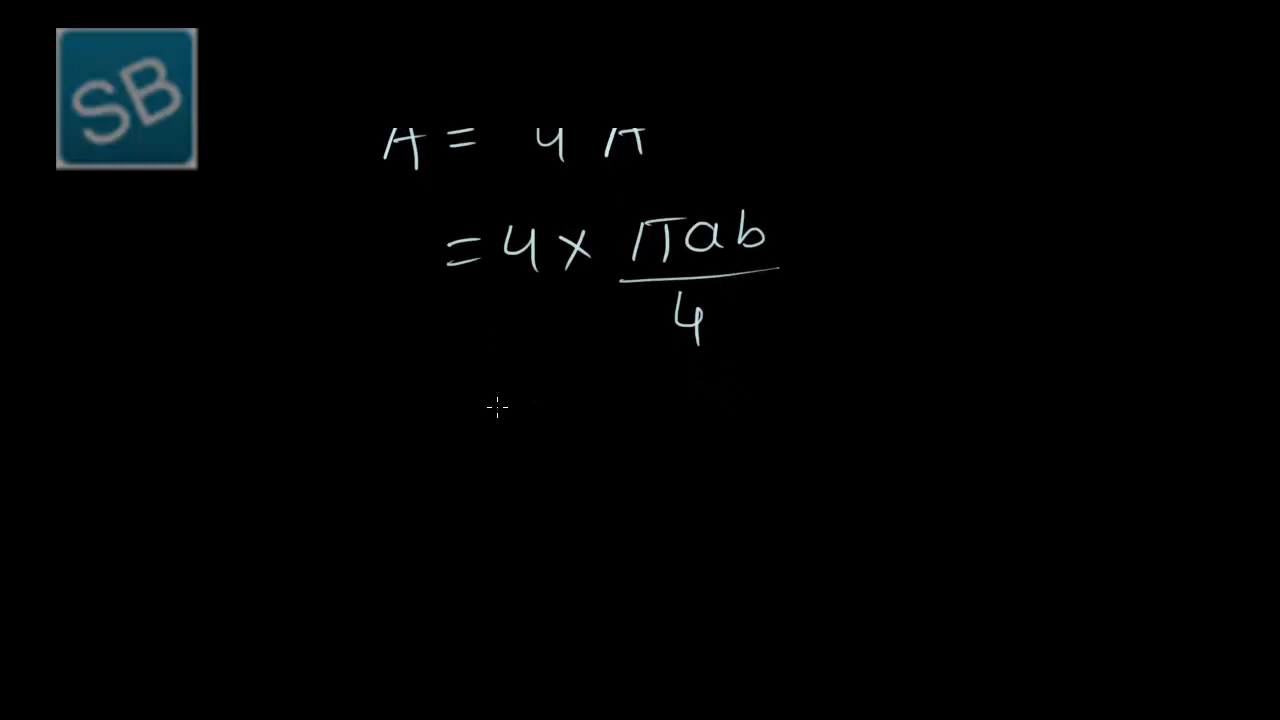 SB
A = 4
= 4 × πab
4